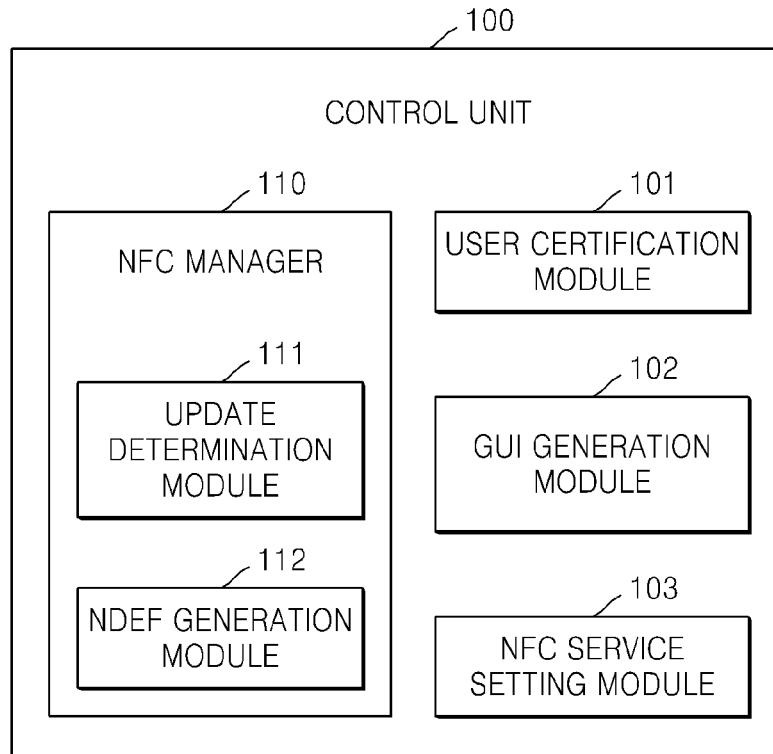 100
CONTROL UNIT
110
NFC MANAGER
111
UPDATE
DETERMINATION
MODULE
112
NDEF GENERATION
MODULE
101
USER CERTIFICATION
MODULE
102
GUI GENERATION
MODULE
103
NFC SERVICE
SETTING MODULE